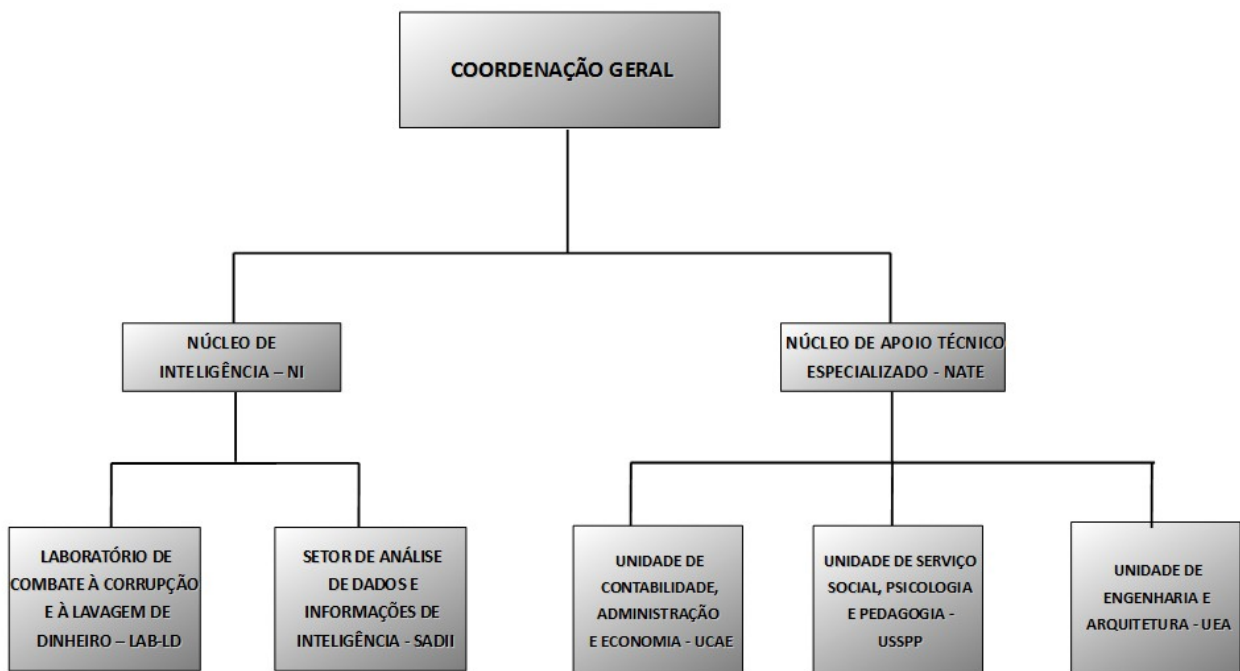 COORDENAÇÃO GERAL
NÚCLEO DE
INTELIGÊNCIA – NI
NÚCLEO DE APOIO TÉCNICO
ESPECIALIZADO - NATE
LABORATÓRIO DE
COMBATE À CORRUPÇÃO
E À LAVAGEM DE
DINHEIRO – LAB-LD
SETOR DE ANÁLISE
DE DADOS E
INFORMAÇÕES DE
INTELIGÊNCIA - SADII
UNIDADE DE
CONTABILIDADE,
ADMINISTRAÇÃO
E ECONOMIA - UCAE
UNIDADE DE SERVIÇO
SOCIAL, PSICOLOGIA
E PEDAGOGIA -
USSPP
UNIDADE DE
ENGENHARIA E
ARQUITETURA - UEA